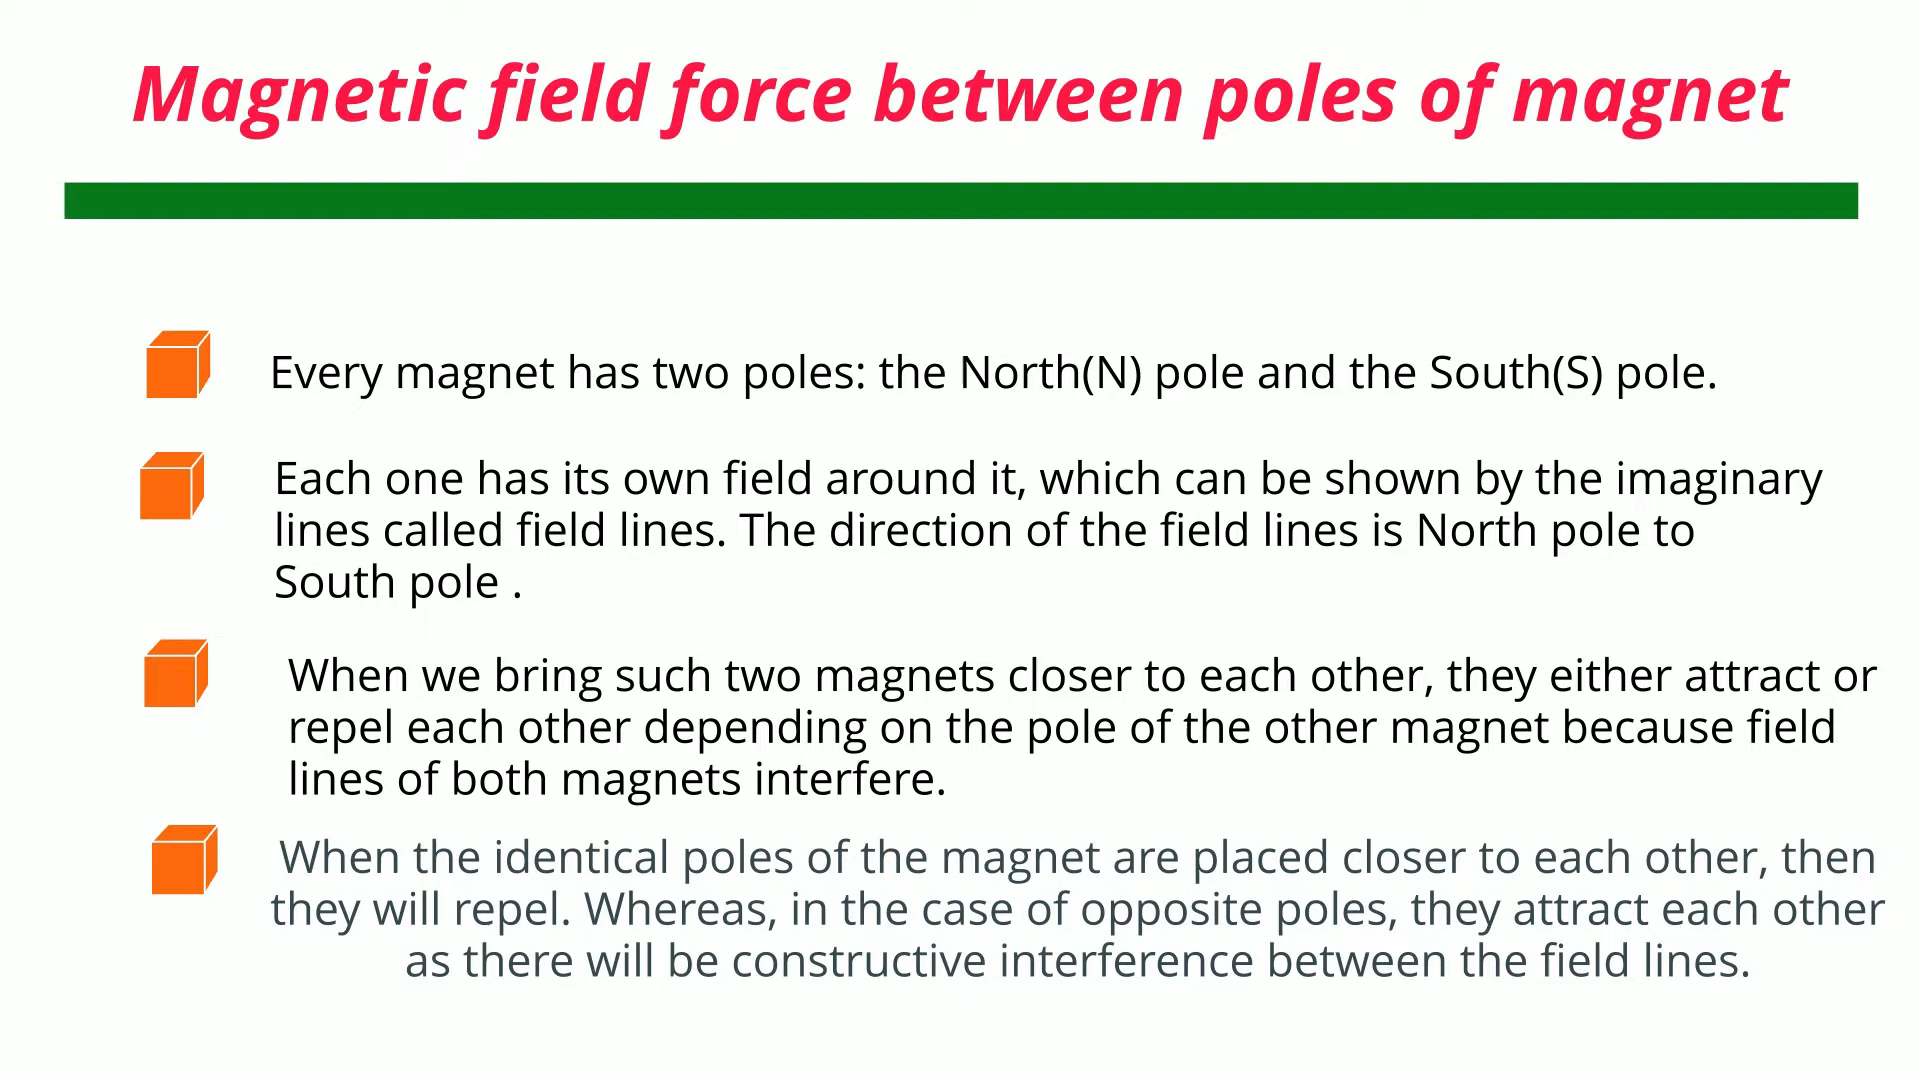 Magnetic field force between poles of magnet
Every magnet has two poles: the North(N) pole and the South(S) pole.
Each one has its own field around it, which can be shown by the imaginary
lines called field lines. The direction of the field lines is North pole to
South pole .
When we bring such two magnets closer to each other, they either attract or
repel each other depending on the pole of the other magnet because field
lines of both magnets interfere.
When the identical poles of the magnet are placed closer to each other, then
they will repel. Whereas, in the case of opposite poles, they attract each other
as there will be constructive interference between the field lines.